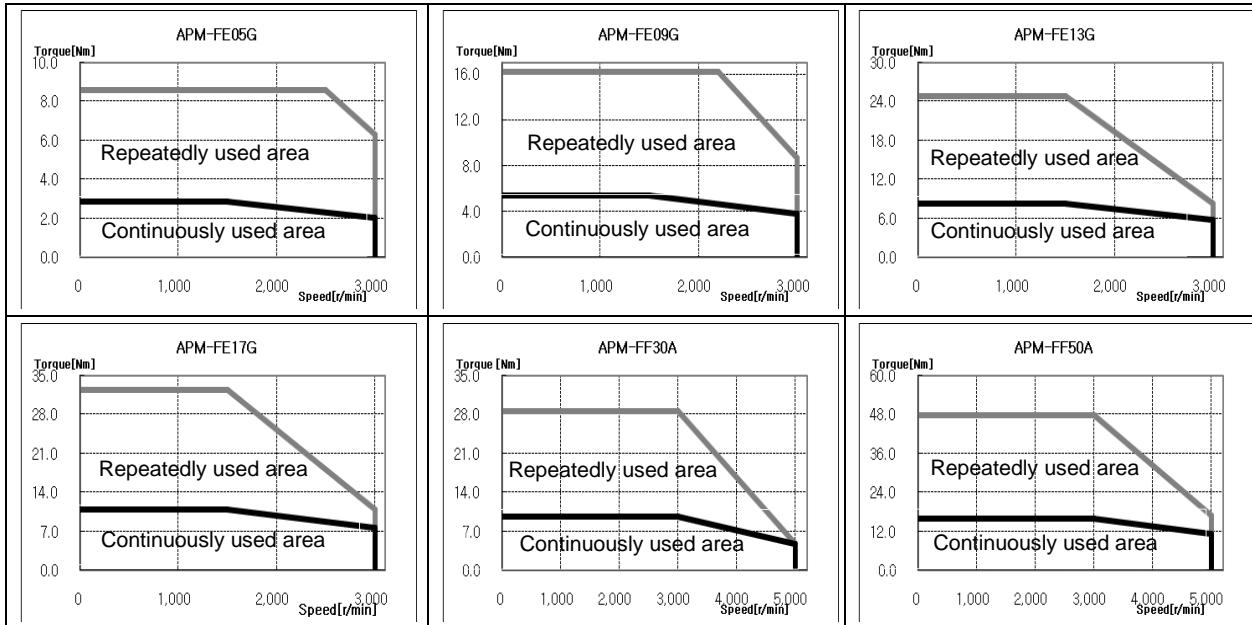 APM-FE05G
Torque[Nm]
10.0
8.0
6.0
4.0
2.0
0.0
Repeatedly used area
Continuously used area
0 1,000 2,000 3,000
Speed[r/min]
APM-FE09G
Torque[Nm]
16.0
12.0
8.0
4.0
0.0
Repeatedly used area
Continuously used area
0 1,000 2,000 3,000
Speed[r/min]
APM-FE13G
Torque[Nm]
30.0
24.0
18.0
12.0
6.0
0.0
Repeatedly used area
Continuously used area
0 1,000 2,000 3,000
Speed[r/min]
APM-FE17G
Torque[Nm]
35.0
28.0
21.0
14.0
7.0
0.0
Repeatedly used area
Continuously used area
0 1,000 2,000 3,000
Speed[r/min]
APM-FF30A
Torque [Nm]
35.0
28.0
21.0
14.0
7.0
0.0
Repeatedly used area
Continuously used area
0 1,000 2,000 3,000 4,000 5,000
Speed[r/min]
APM-FF50A
Torque[Nm]
60.0
48.0
36.0
24.0
12.0
0.0
Repeatedly used area
Continuously used area
0 1,000 2,000 3,000 4,000 5,000
Speed[r/min]